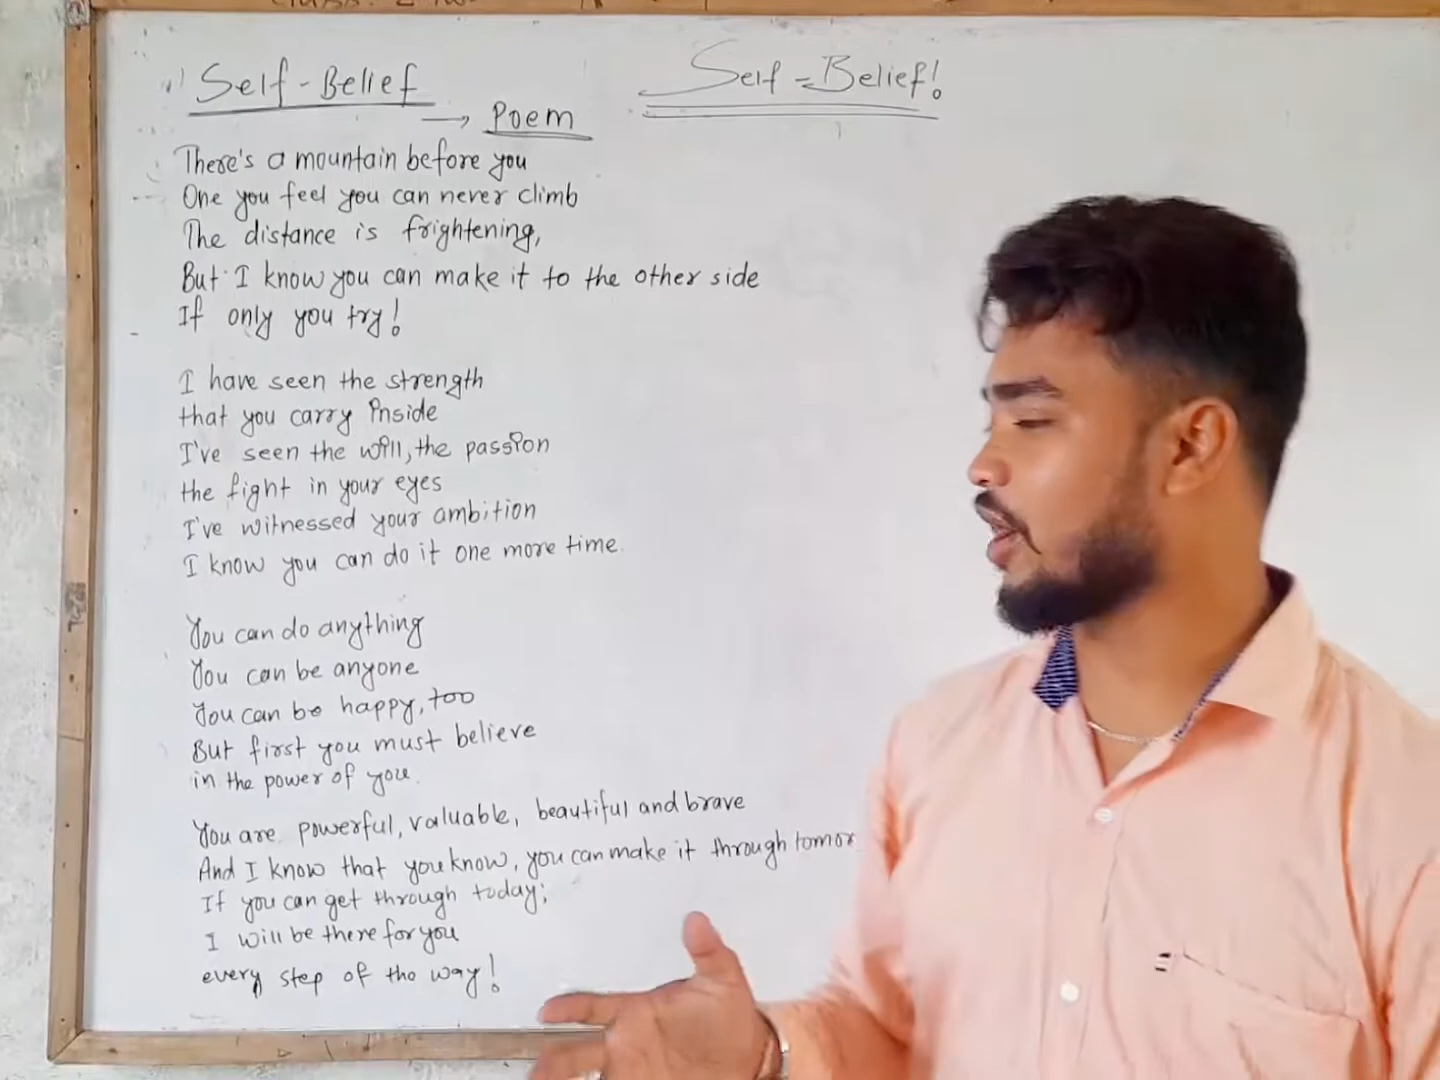 Self-Belief
→ Poem
Self-Belief!
There's a mountain before you
One you feel you can never climb
The distance is frightening,
But I know you can make it to the other side
If only you try!
I have seen the strength
that you carry inside
I've seen the will, the passion
the fight in your eyes
I've witnessed your ambition
I know you can do it one more time.
You can do anything
You can be anyone
You can be happy, too
But first you must believe
in the power of you.
You are powerful, valuable, beautiful and brave
And I know that you know, you can make it through tomor
If you can get through today;
I will be there for you
every step of the way!